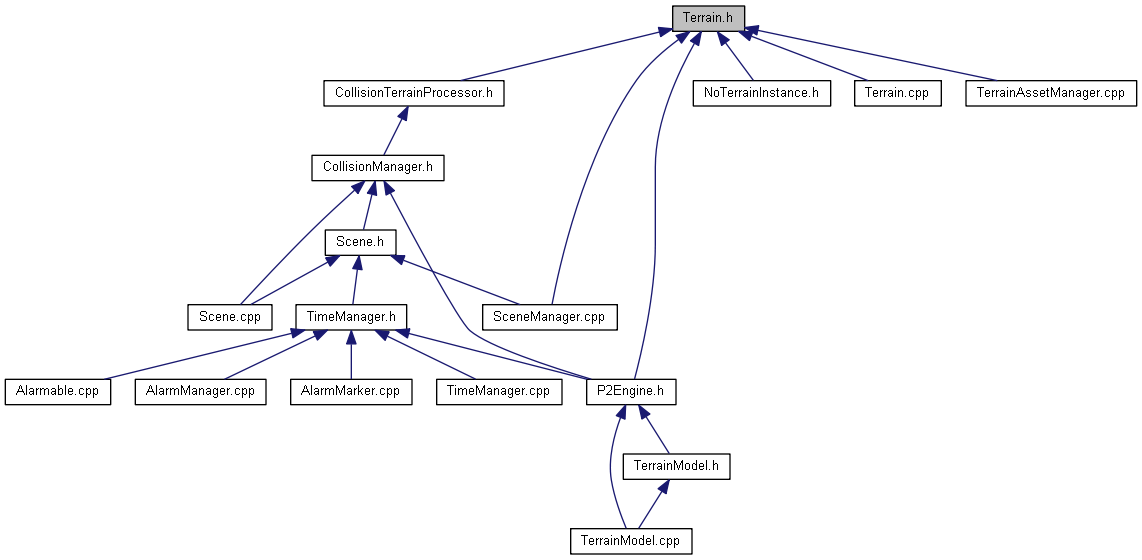 Terrain.h
CollisionTerrainProcessor.h
NoTerrainInstance.h
Terrain.cpp
TerrainAssetManager.cpp
CollisionManager.h
Scene.h
Scene.cpp
TimeManager.h
SceneManager.cpp
Alarmable.cpp
AlarmManager.cpp
AlarmMarker.cpp
TimeManager.cpp
P2Engine.h
TerrainModel.h
TerrainModel.cpp